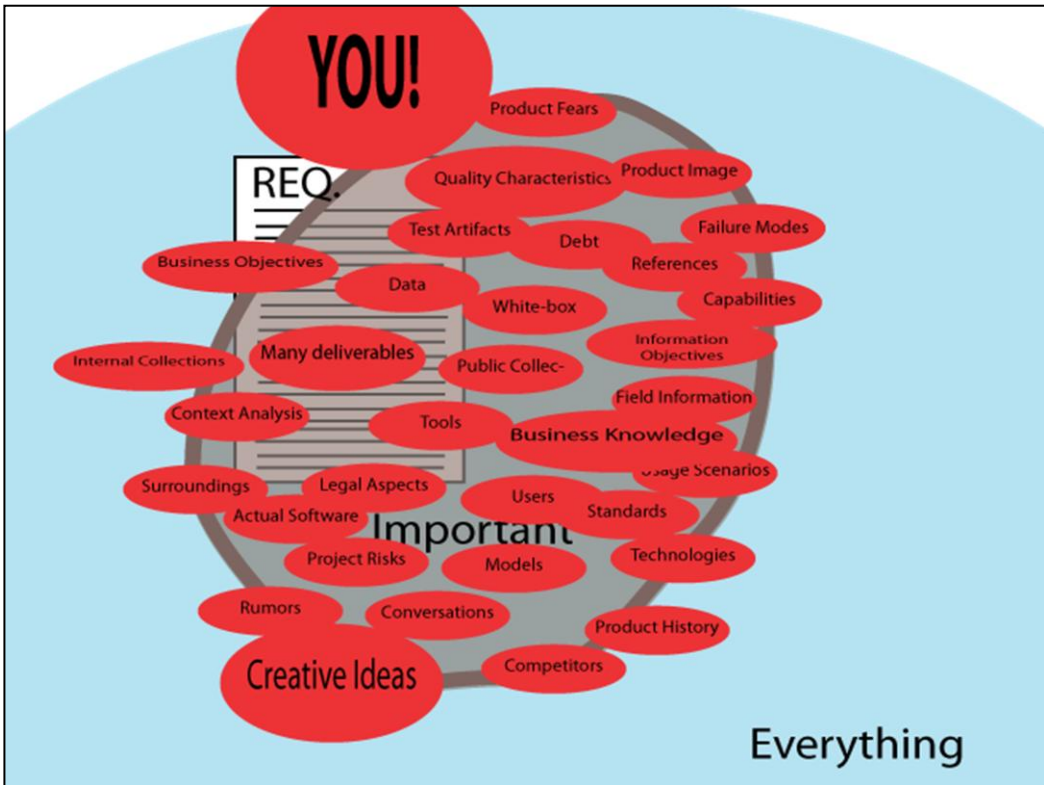 YOU!
Product Fears
REQ.
Quality Characteristics
Product Image
Test Artifacts
Debt
Failure Modes
Business Objectives
References
Data
White-box
Capabilities
Information
Objectives
Many deliverables
Internal Collections
Public Collec-
Field Information
Context Analysis
Tools
Business Knowledge
Usage Scenarios
Surroundings
Legal Aspects
Users
Standards
Actual Software
Important
Project Risks
Models
Technologies
Rumors
Conversations
Product History
Creative Ideas
Competitors
Everything